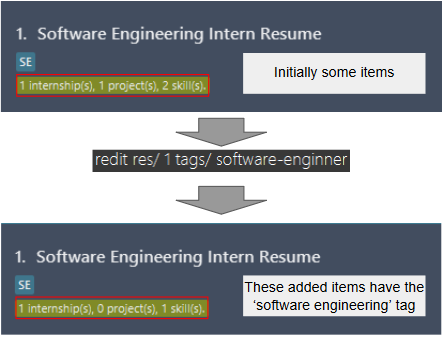 1. Software Engineering Intern Resume
SE
Initially some items
1 internship(s), 1 project(s), 2 skill(s).
redit res/ 1 tags/ software-enginner
1. Software Engineering Intern Resume
SE
These added items have the
'software engineering' tag
1 internship(s), 0 project(s), 1 skill(s).